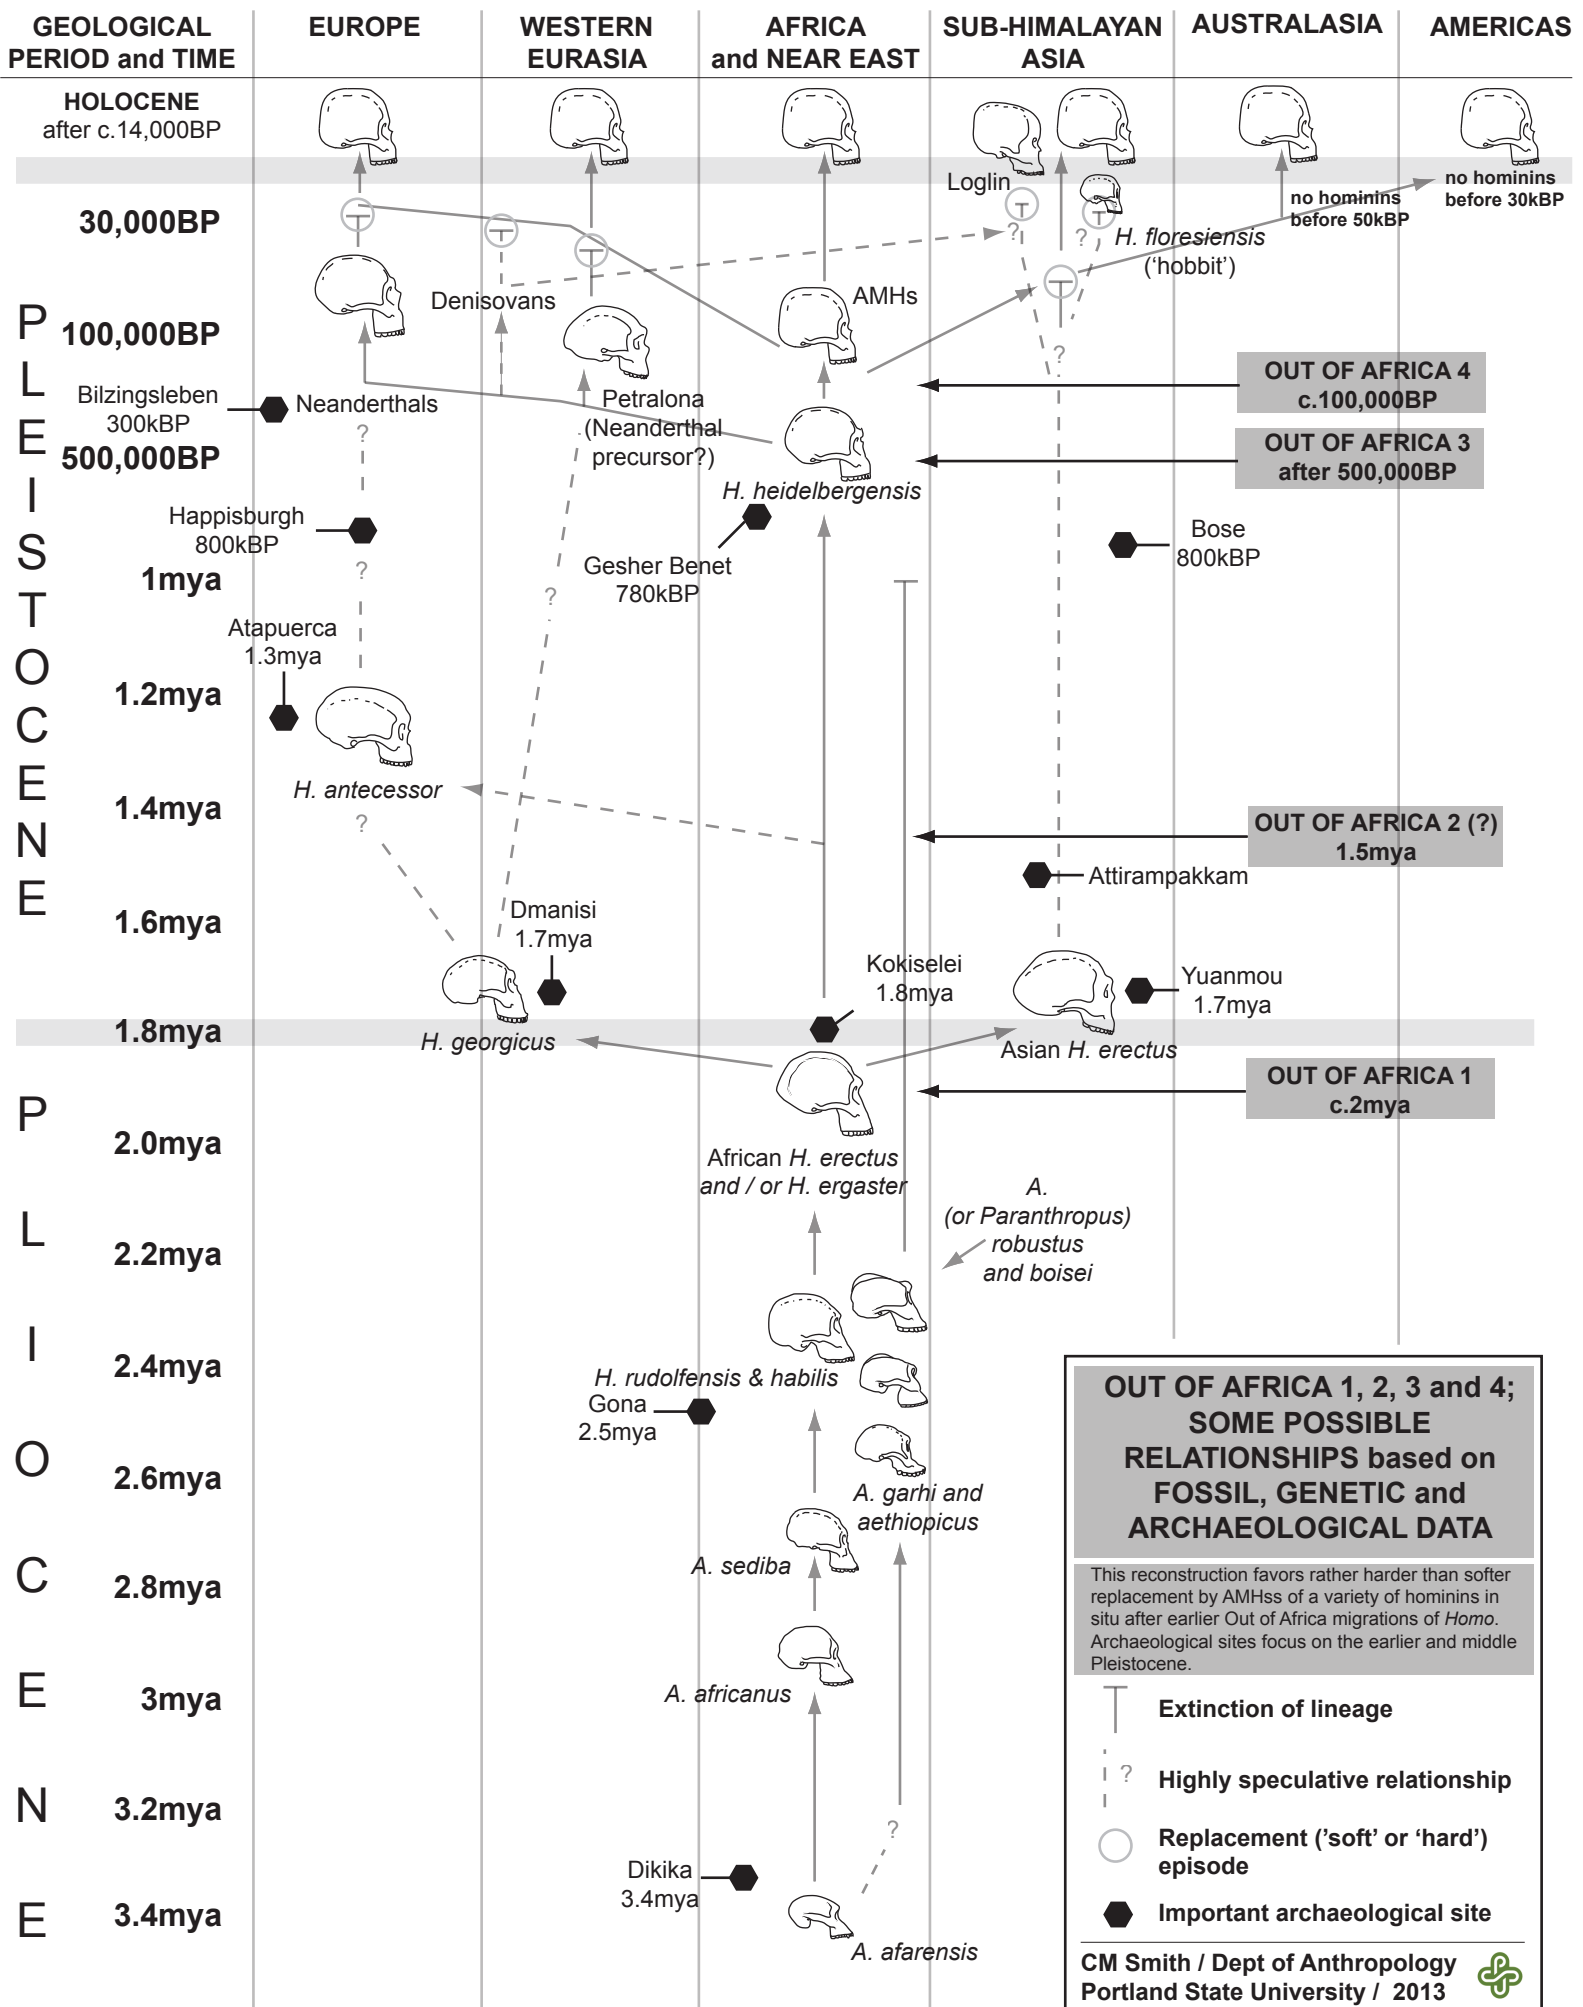 GEOLOGICAL
PERIOD and TIME
EUROPE
WESTERN
EURASIA
AFRICA
and NEAR EAST
SUB-HIMALAYAN
ASIA
AUSTRALASIA
AMERICAS
HOLOCENE
after c.14,000BP
Loglin
no hominins
before 30kBP
no hominins
before 50kBP
30,000BP
H. floresiensis
('hobbit')
?
?
Denisovans
AMHs
PLEISTOCENE
100,000BP
?
OUT OF AFRICA 4
c.100,000BP
Bilzingsleben
300kBP
Neanderthals
Petralona
(Neanderthal
precursor?)
?
500,000BP
OUT OF AFRICA 3
after 500,000BP
H. heidelbergensis
Happisburgh
800kBP
Bose
800kBP
Gesher Benet
780kBP
1mya
?
?
Atapuerca
1.3mya
1.2mya
H. antecessor
1.4mya
?
OUT OF AFRICA 2 (?)
1.5mya
Attirampakkam
1.6mya
Dmanisi
1.7mya
Kokiselei
1.8mya
Yuanmou
1.7mya
1.8mya
H. georgicus
Asian H. erectus
OUT OF AFRICA 1
c.2mya
PLIOCENE
2.0mya
African H. erectus
and / or H. ergaster
A.
(or Paranthropus)
robustus
and boisei
2.2mya
2.4mya
H. rudolfensis & habilis
Gona
2.5mya
2.6mya
A. garhi and
aethiopicus
A. sediba
2.8mya
A. africanus
3mya
3.2mya
?
Dikika
3.4mya
3.4mya
A. afarensis
OUT OF AFRICA 1, 2, 3 and 4;
SOME POSSIBLE
RELATIONSHIPS based on
FOSSIL, GENETIC and
ARCHAEOLOGICAL DATA
This reconstruction favors rather harder than softer
replacement by AMHss of a variety of hominins in
situ after earlier Out of Africa migrations of Homo.
Archaeological sites focus on the earlier and middle
Pleistocene.
Extinction of lineage
? Highly speculative relationship
Replacement ('soft' or 'hard')
episode
Important archaeological site
CM Smith / Dept of Anthropology
Portland State University / 2013